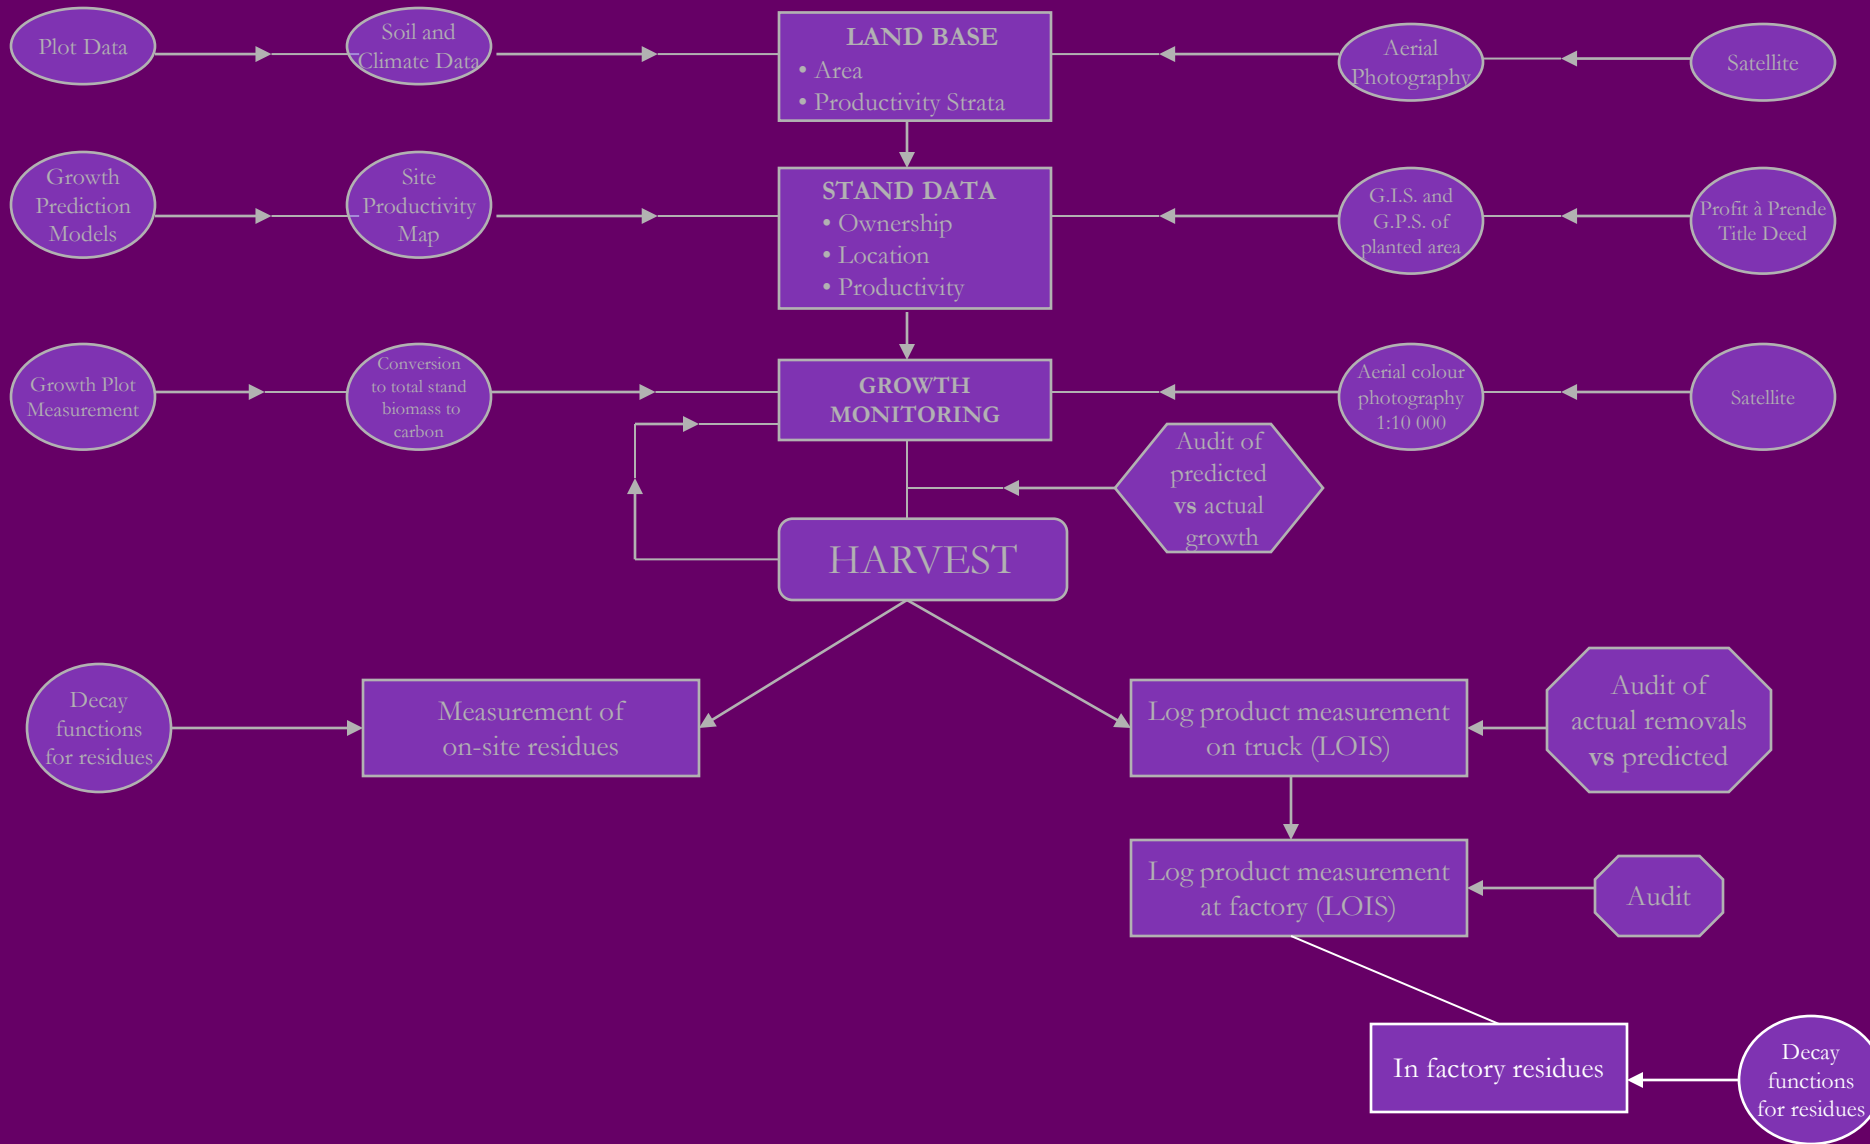 Plot Data
Soil and
Climate Data
LAND BASE
• Area
• Productivity Strata
Aerial
Photography
Satellite
Growth
Prediction
Models
Site
Productivity
Map
STAND DATA
• Ownership
• Location
• Productivity
G.I.S. and
G.P.S. of
planted area
Profit à Prende
Title Deed
Growth Plot
Measurement
Conversion
to total stand
biomass to
carbon
GROWTH
MONITORING
Aerial colour
photography
1:10 000
Satellite
Audit of
predicted
vs actual
growth
HARVEST
Decay
functions
for residues
Measurement of
on-site residues
Log product measurement
on truck (LOIS)
Audit of
actual removals
vs predicted
Log product measurement
at factory (LOIS)
Audit
In factory residues
Decay
functions
for residues